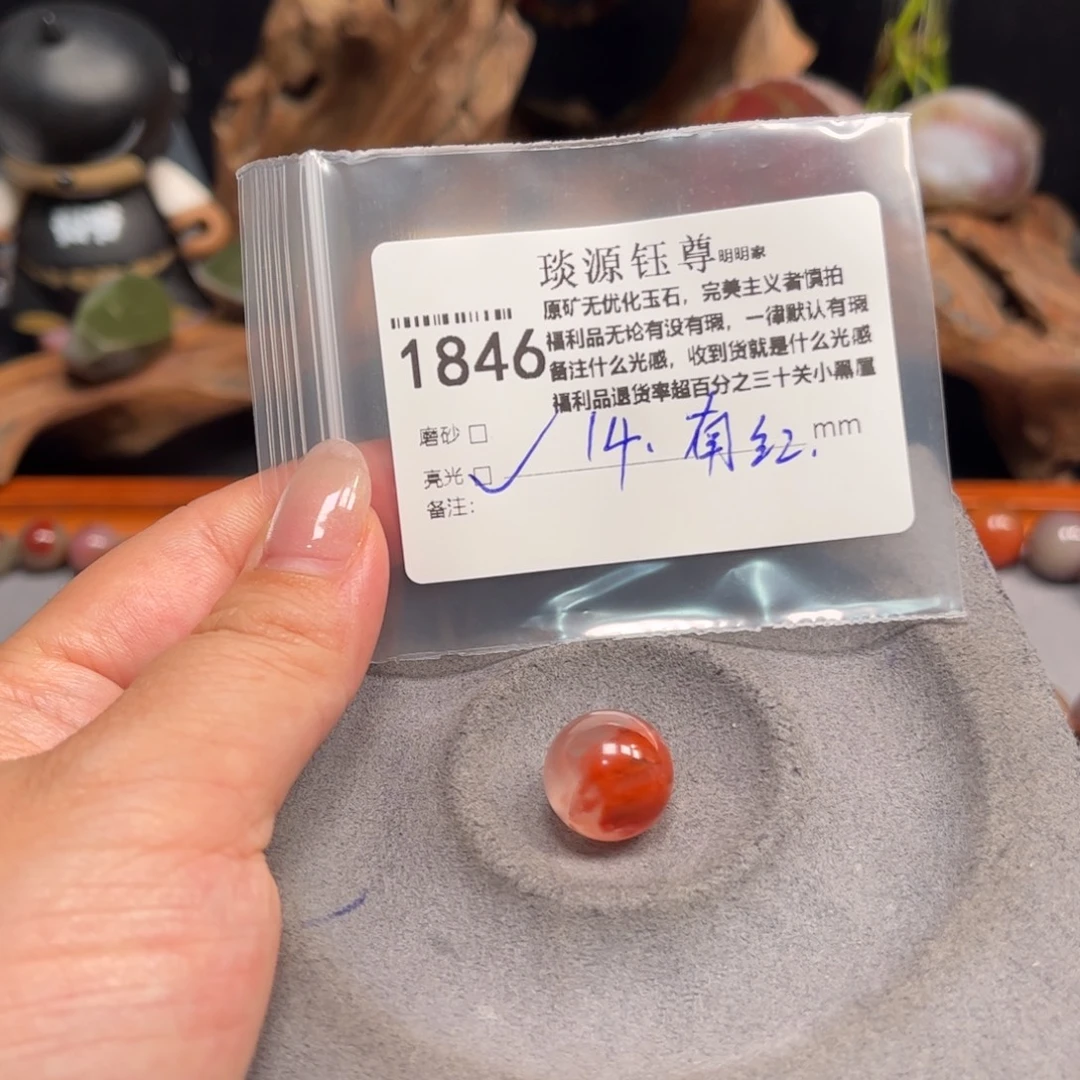 琰源钰尊明明家
原矿无优化玉石，完美主义者慎拍
1846
福利品无论有没有瑕，一律默认有瑕
备注什么光感，收到货就是什么光感
福利品退货率超百分之三十关小黑屋
磨砂 □
亮光 □ ✓ 14. 南红. mm
备注：